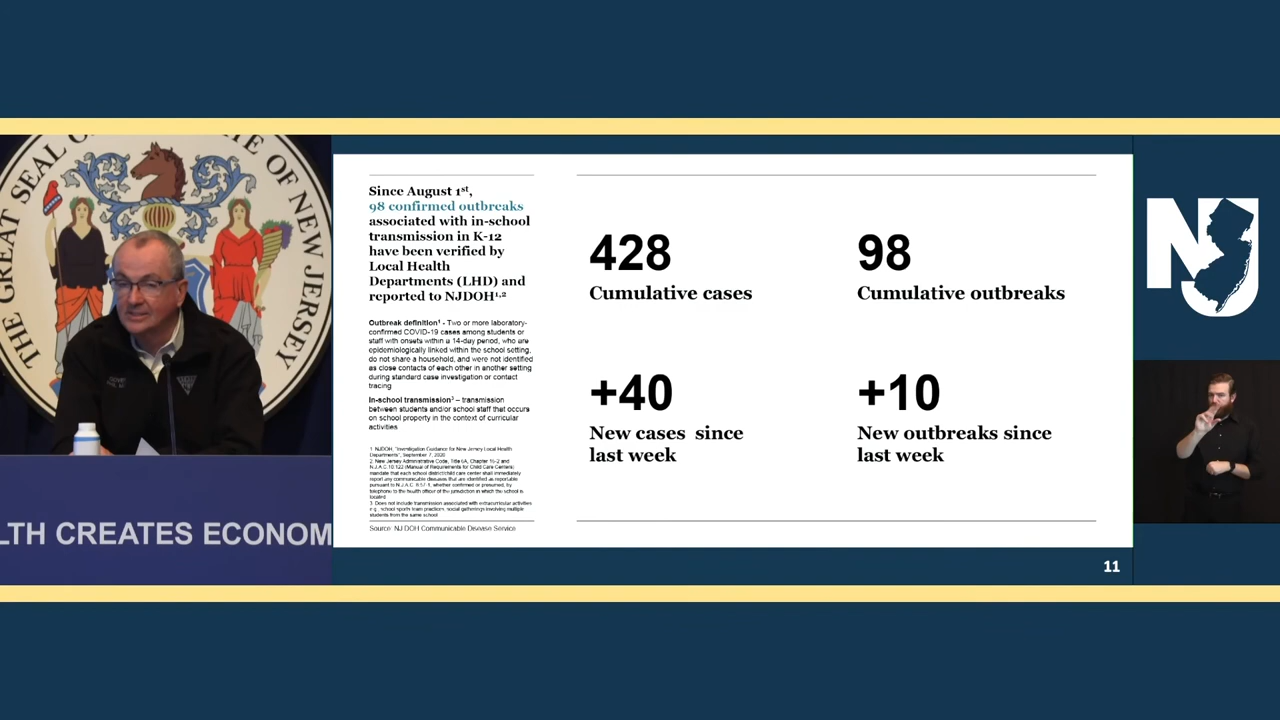 THE GREAT SEAL OF THE OF NEW JERSEY
LTH CREATES ECONOM
Since August 1st,
98 confirmed outbreaks
associated with in-school
transmission in K-12
have been verified by
Local Health
Departments (LHD) and
reported to NJDOH1,2
Outbreak definition1 - Two or more laboratory-
confirmed COVID-19 cases among students or
staff with onsets within a 14-day period, who are
epidemiologically linked within the school setting,
do not share a household, and were not identified
as close contacts of each other in another setting
during standard case investigation or contact
tracing
In-school transmission3 – transmission
between students and/or school staff that occurs
on school property in the context of curricular
activities
1. NJDOH, "Investigation Guidance for New Jersey Local Health
Departments", September 7, 2020
2. New Jersey Administrative Code, Title 6A, Chapter 16-2 and
N.J.A.C.10:122 (Manual of Requirements for Child Care Centers)
mandate that each school district/child care center shall immediately
report any communicable diseases that are identified as reportable
pursuant to N.J.A.C. 8:57-1, whether confirmed or presumed, by
telephone to the health officer of the jurisdiction in which the school is
located
3. Does not include transmission associated with extracurricular activities
e.g., school sports team practices, social gatherings involving multiple
students from the same school
Source: NJ DOH Communicable Disease Service
428
Cumulative cases
98
Cumulative outbreaks
+40
New cases since
last week
+10
New outbreaks since
last week
11
NJ